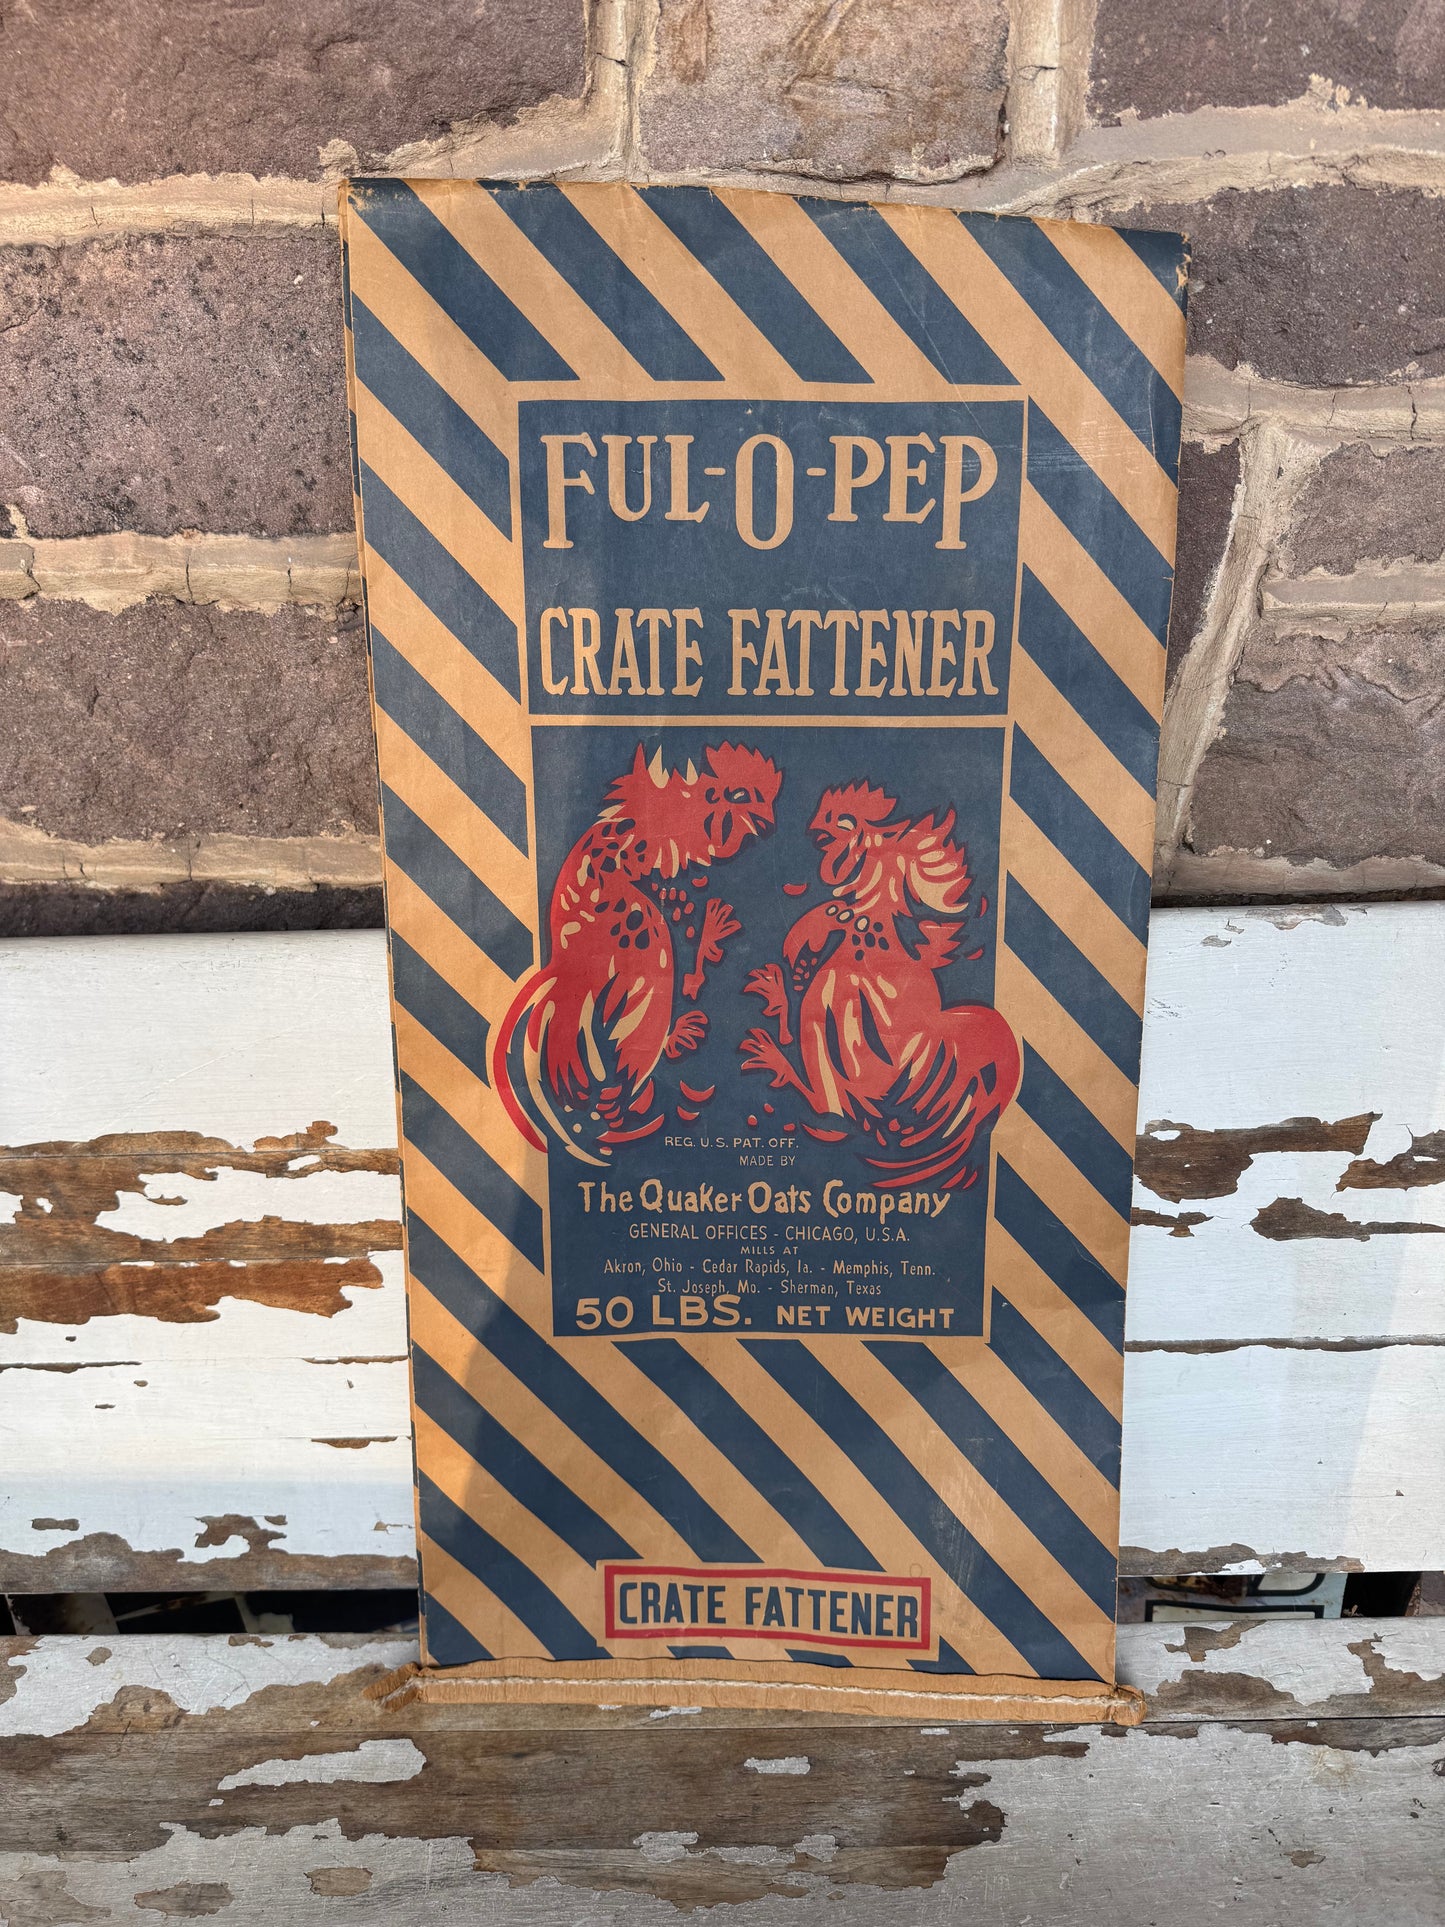 FUL-O-PEP
CRATE FATTENER
REG. U.S. PAT. OFF.
MADE BY
The Quaker Oats Company
GENERAL OFFICES - CHICAGO, U.S.A.
MILLS AT
Akron, Ohio - Cedar Rapids, Ia. - Memphis, Tenn.
St. Joseph, Mo. - Sherman, Texas
50 LBS. NET WEIGHT
CRATE FATTENER